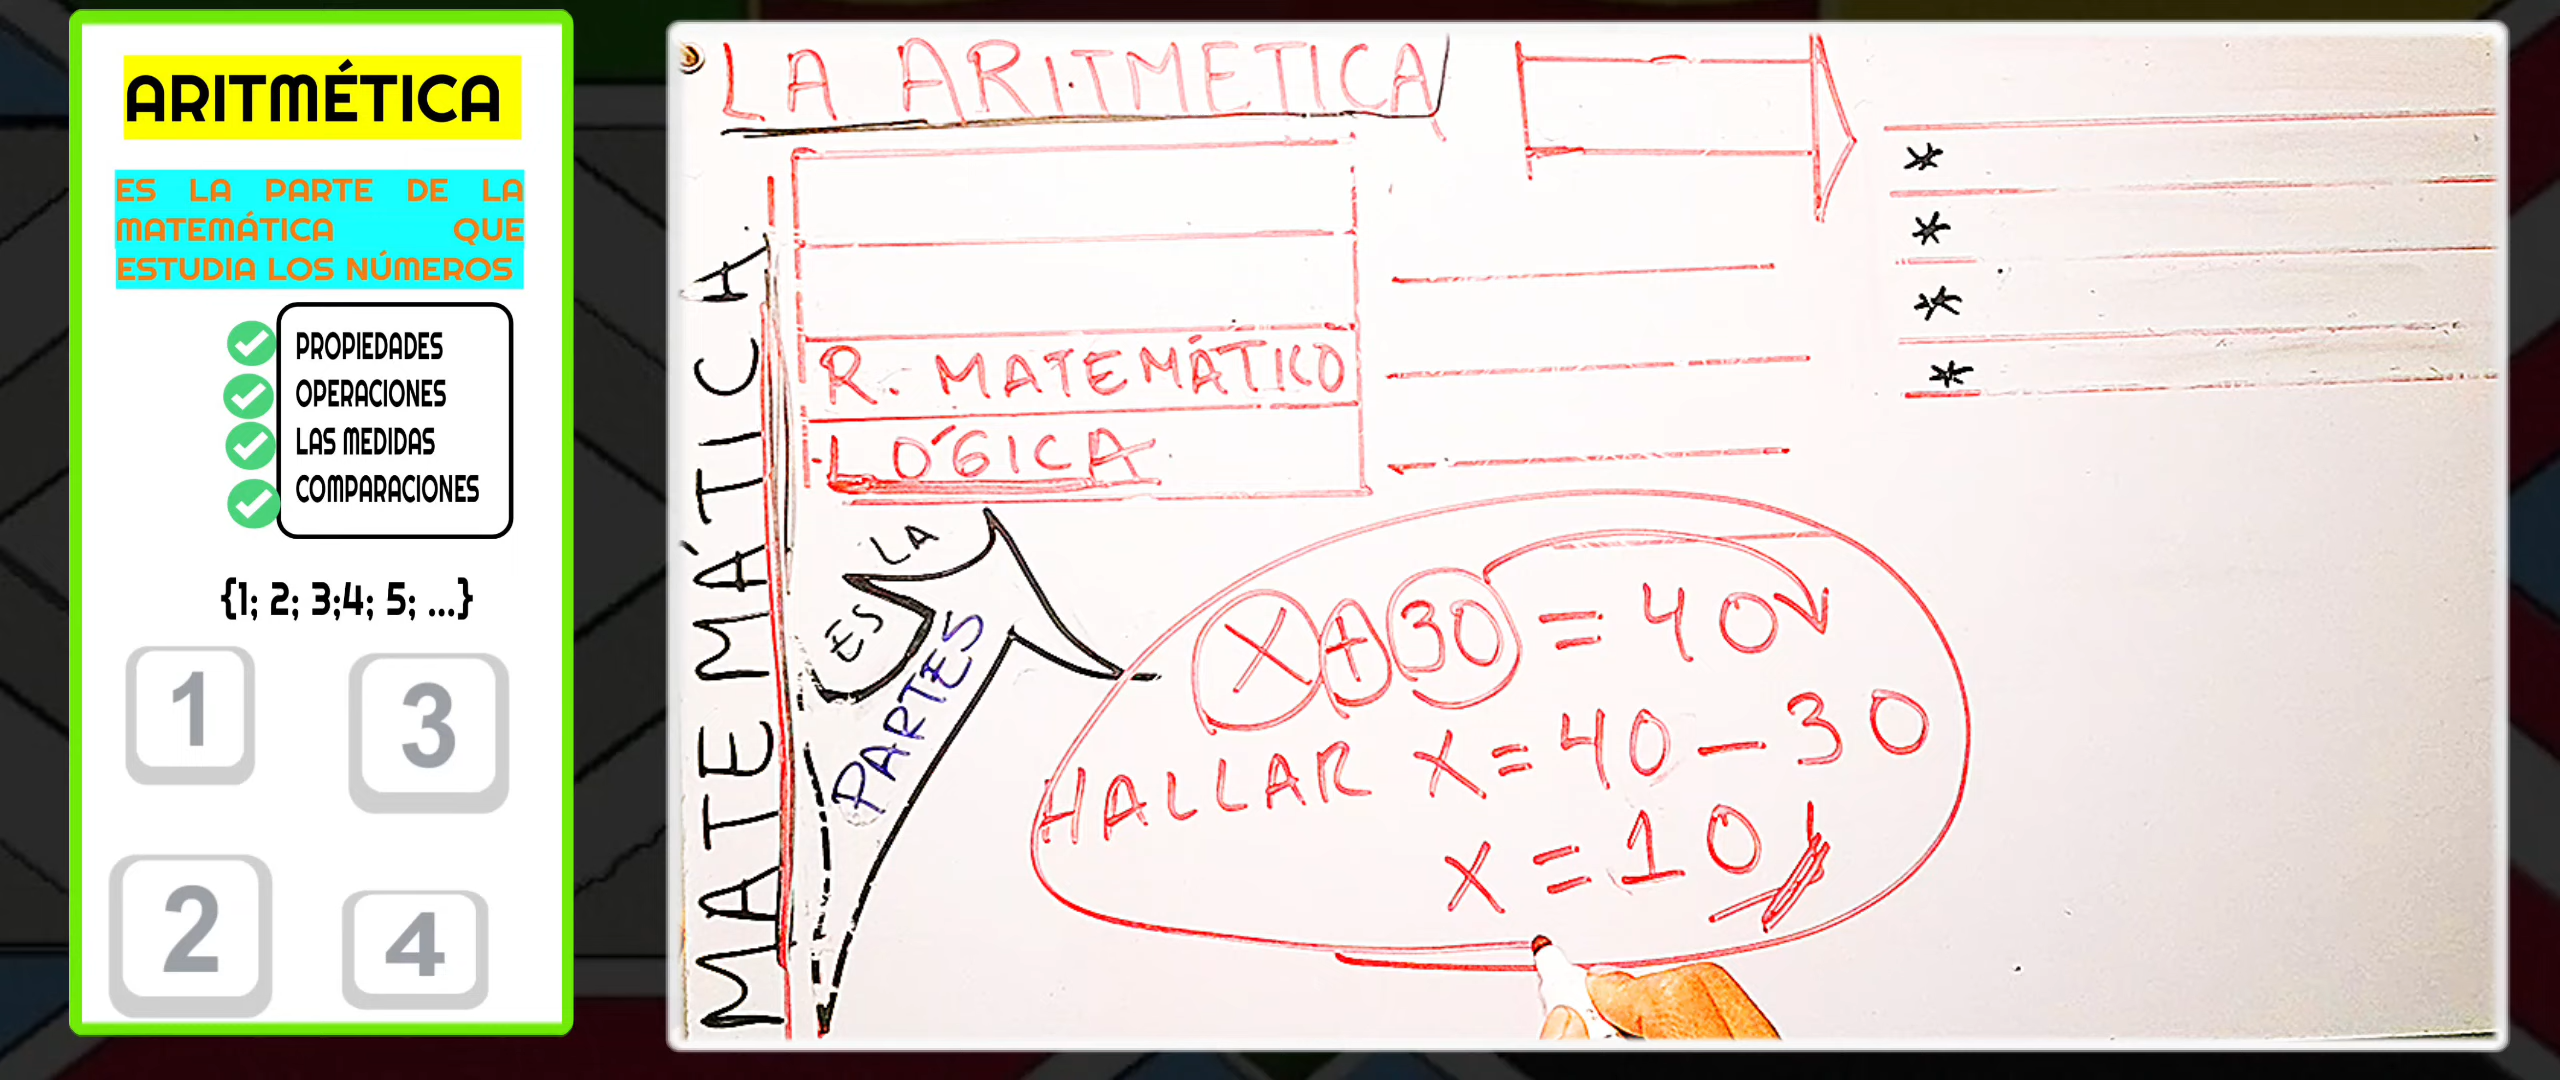 ARITMÉTICA
ES LA PARTE DE LA
MATEMÁTICA QUE
ESTUDIA LOS NÚMEROS
PROPIEDADES
OPERACIONES
LAS MEDIDAS
COMPARACIONES
{1; 2; 3;4; 5; ...}
1
3
2
4
LA ARITMETICA
MATEMÁTICA
R. MATEMÁTICO
LÓGICA
*
*
*
*
ES LA
PARTES
X+30=40
HALLAR X=40-30
X=10